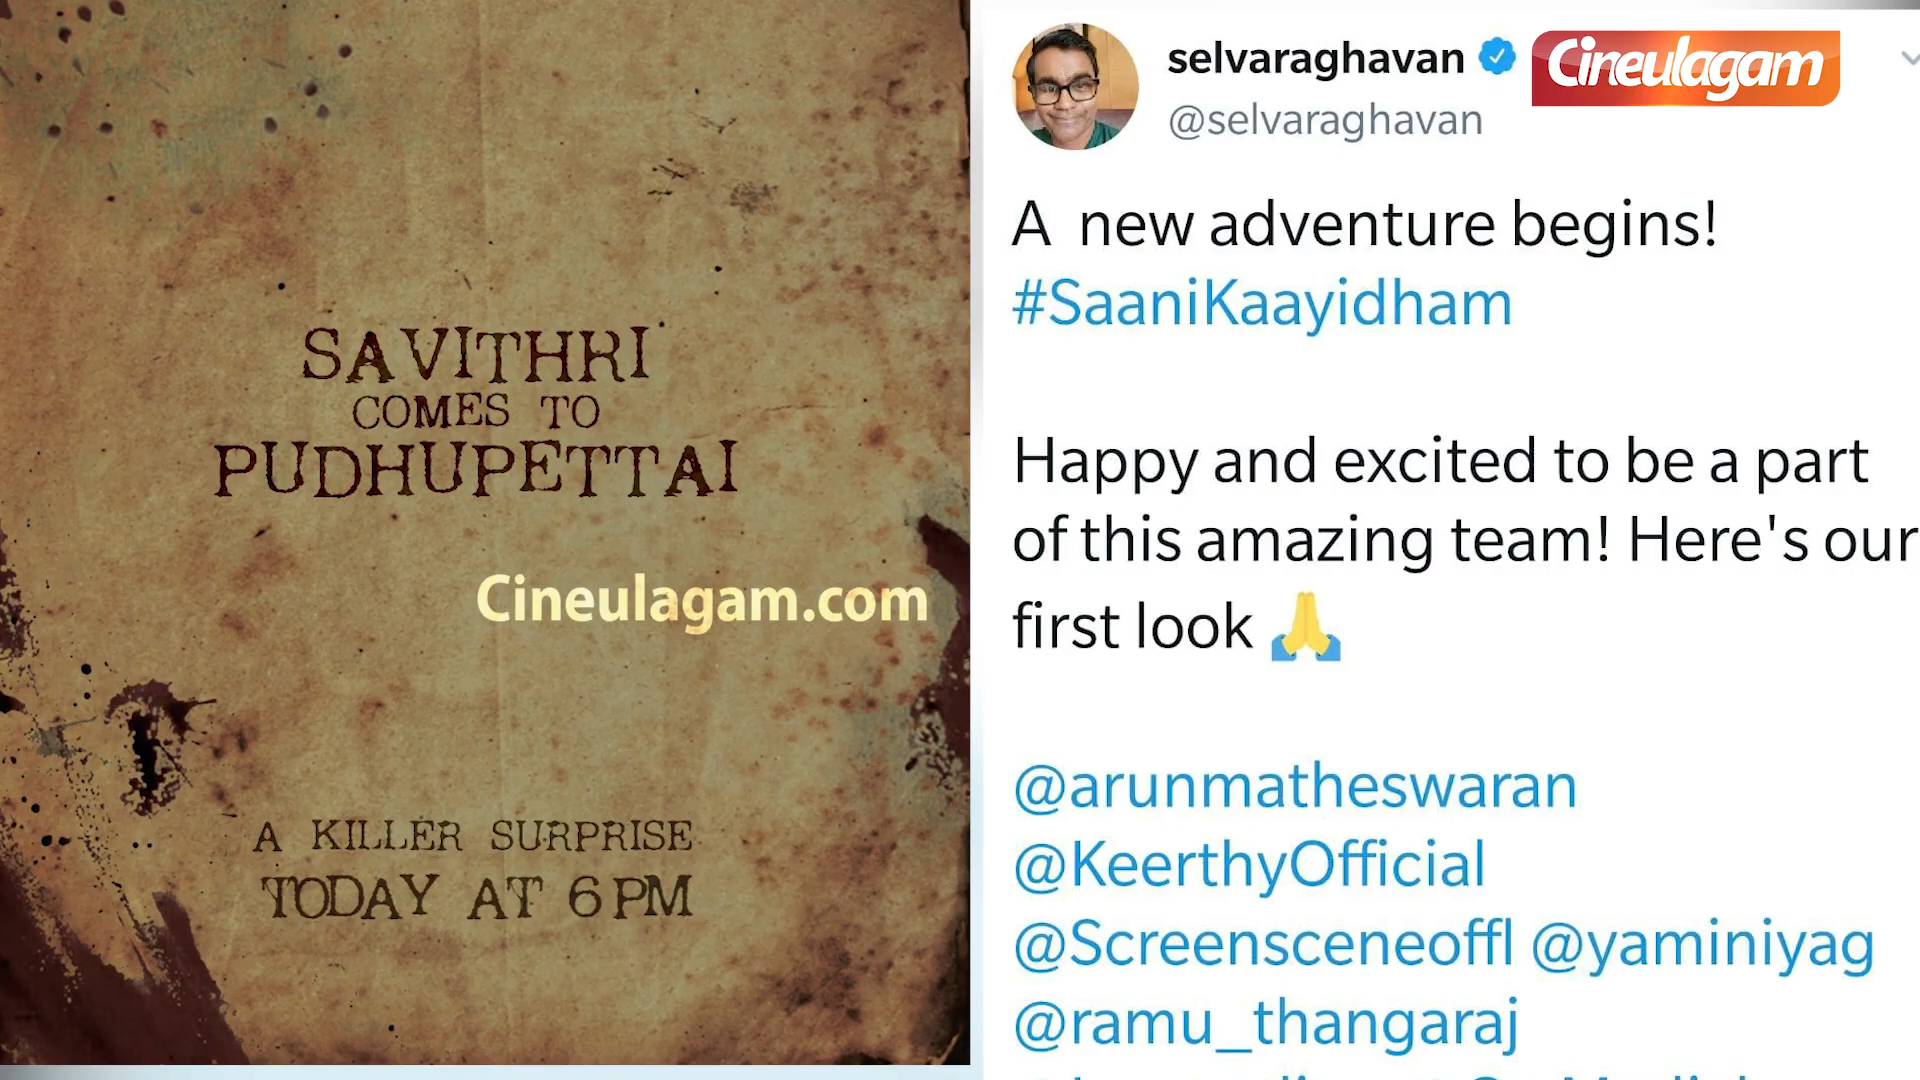 SAVITHRI
COMES TO
PUDHUPETTAI
Cineulagam.com
A KILLER SURPRISE
TODAY AT 6 PM
selvaraghavan
Cineulagam
@selvaraghavan
A new adventure begins!
#SaaniKaayidham
Happy and excited to be a part
of this amazing team! Here's our
first look
@arunmatheswaran
@KeerthyOfficial
@Screensceneoffl @yaminiyag
@ramu_thangaraj